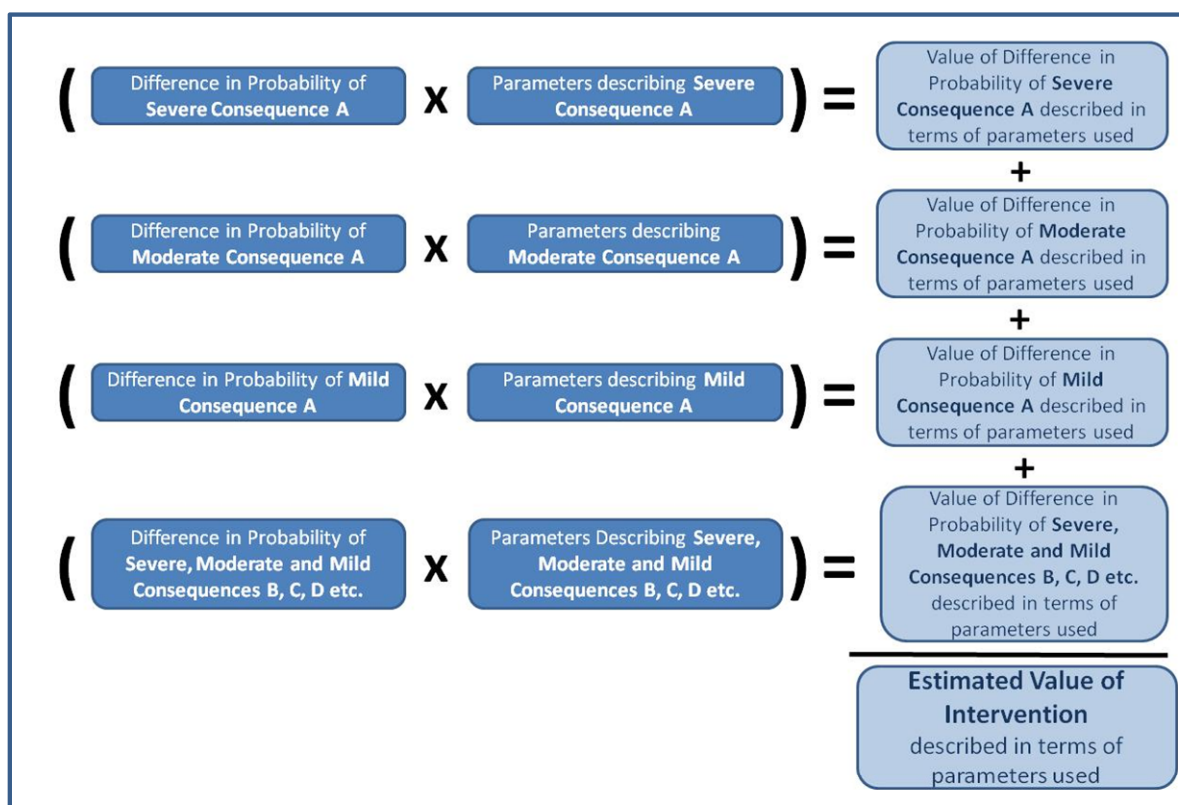 (
Difference in Probability of
Severe Consequence A
x
Parameters describing Severe
Consequence A
) =
Value of Difference in
Probability of Severe
Consequence A described in
terms of parameters used
+
(
Difference in Probability of
Moderate Consequence A
x
Parameters describing
Moderate Consequence A
) =
Value of Difference in
Probability of Moderate
Consequence A described in
terms of parameters used
+
(
Difference in Probability of Mild
Consequence A
x
Parameters describing Mild
Consequence A
) =
Value of Difference in
Probability of Mild
Consequence A described in
terms of parameters used
+
(
Difference in Probability of
Severe, Moderate and Mild
Consequences B, C, D etc.
x
Parameters Describing Severe,
Moderate and Mild
Consequences B, C, D etc.
) =
Value of Difference in
Probability of Severe,
Moderate and Mild
Consequences B, C, D etc.
described in terms of
parameters used
Estimated Value of
Intervention
described in terms of
parameters used